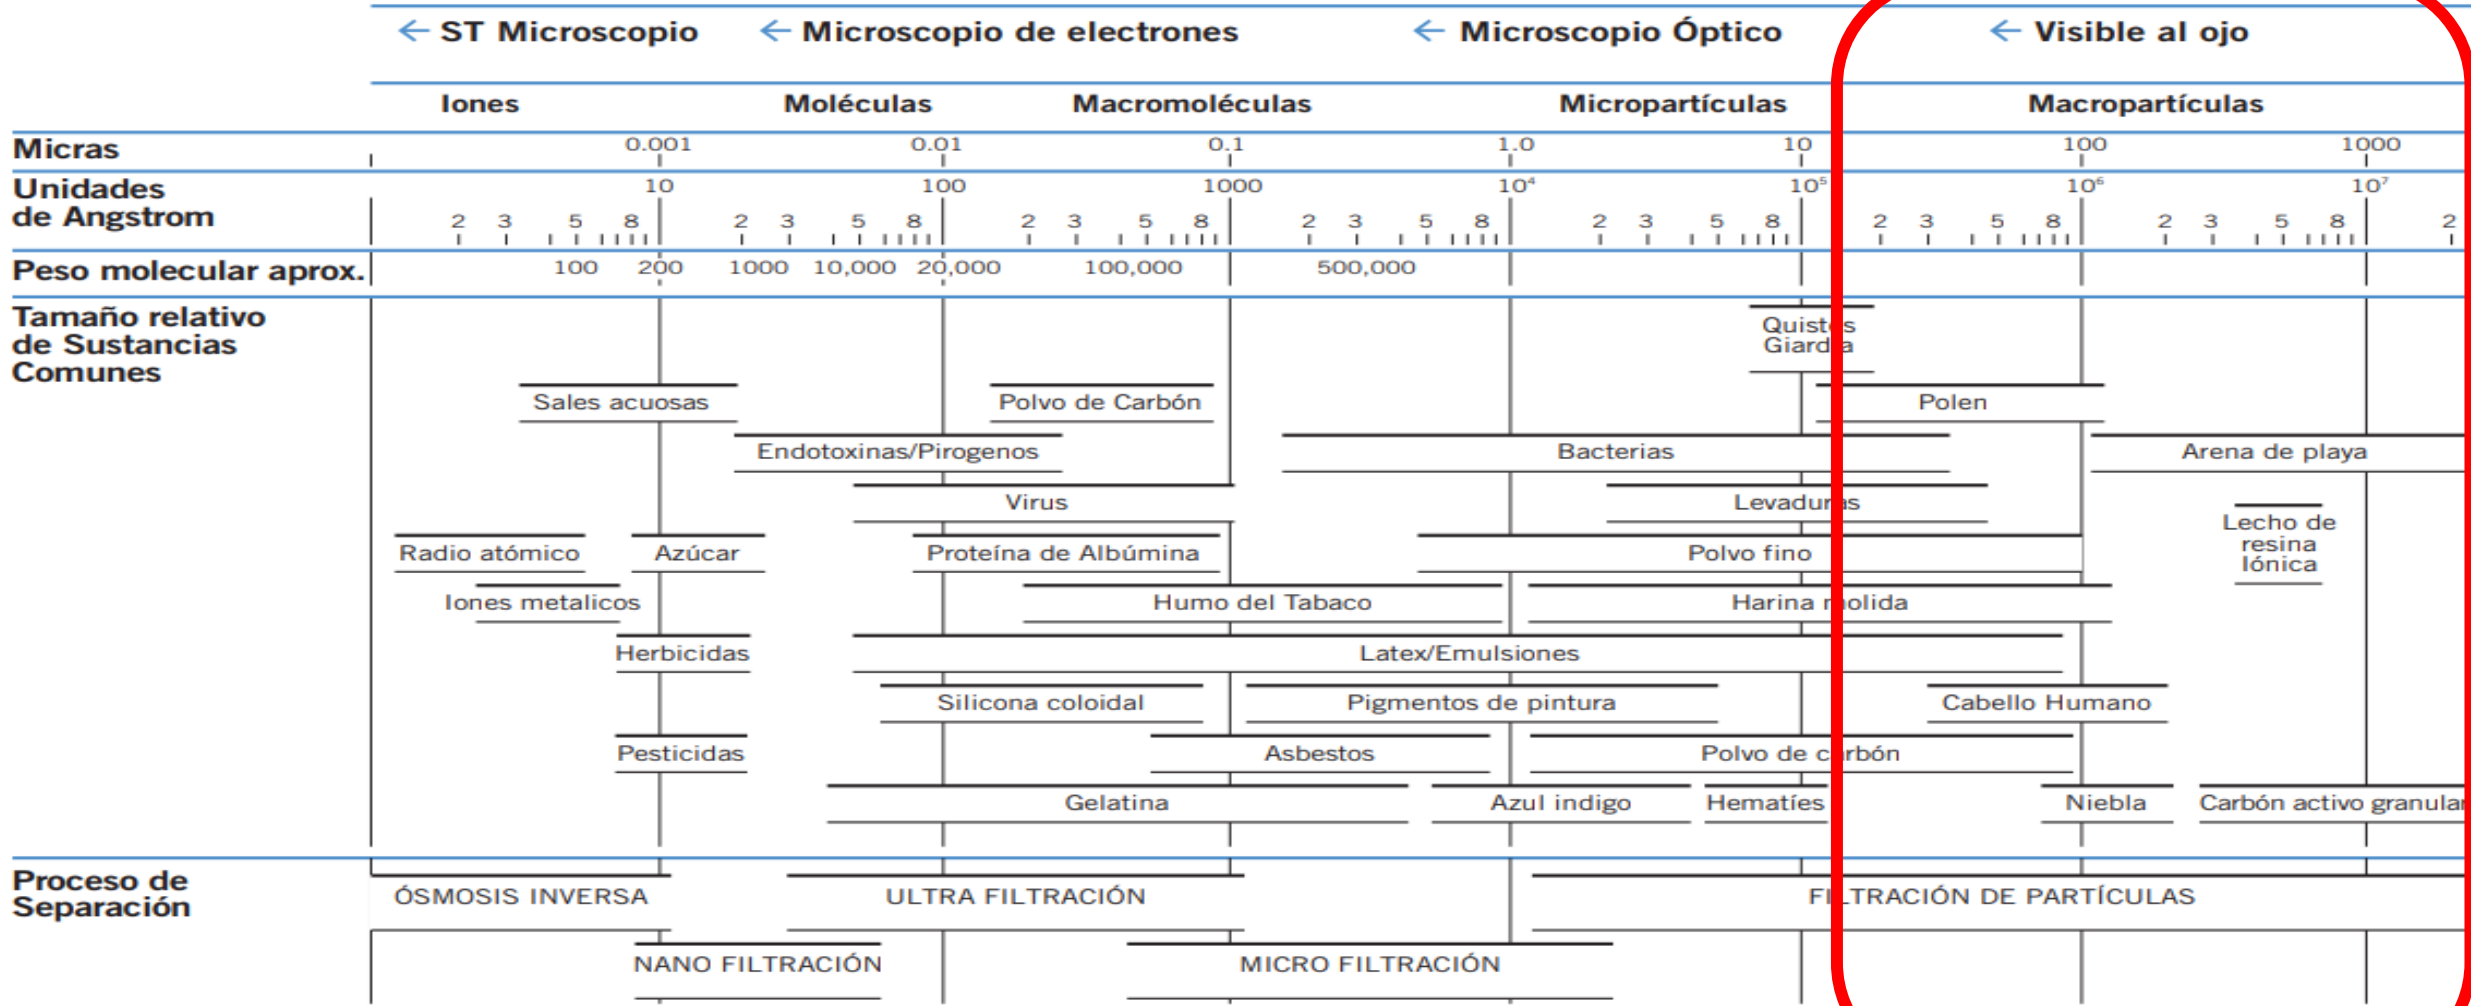 ← ST Microscopio ← Microscopio de electrones ← Microscopio Óptico ← Visible al ojo
Iones Moléculas Macromoléculas Micropartículas Macropartículas
Micras 0.001 0.01 0.1 1.0 10 100 1000
Unidades de Angstrom 10 100 1000 10⁴ 10⁵ 10⁶ 10⁷
2 3 5 8 2 3 5 8 2 3 5 8 2 3 5 8 2 3 5 8 2 3 5 8 2 3 5 8 2
Peso molecular aprox. 100 200 1000 10,000 20,000 100,000 500,000
Tamaño relativo
de Sustancias
Comunes
Quistes
Giardia
Sales acuosas Polvo de Carbón Polen
Endotoxinas/Pirogenos Bacterias Arena de playa
Virus Levaduras
Lecho de
resina
Iónica
Radio atómico Azúcar Proteína de Albúmina Polvo fino
Iones metalicos Humo del Tabaco Harina molida
Herbicidas Latex/Emulsiones
Silicona coloidal Pigmentos de pintura Cabello Humano
Pesticidas Asbestos Polvo de carbón
Gelatina Azul indigo Hematíes Niebla Carbón activo granular
Proceso de
Separación
ÓSMOSIS INVERSA ULTRA FILTRACIÓN FILTRACIÓN DE PARTÍCULAS
NANO FILTRACIÓN MICRO FILTRACIÓN